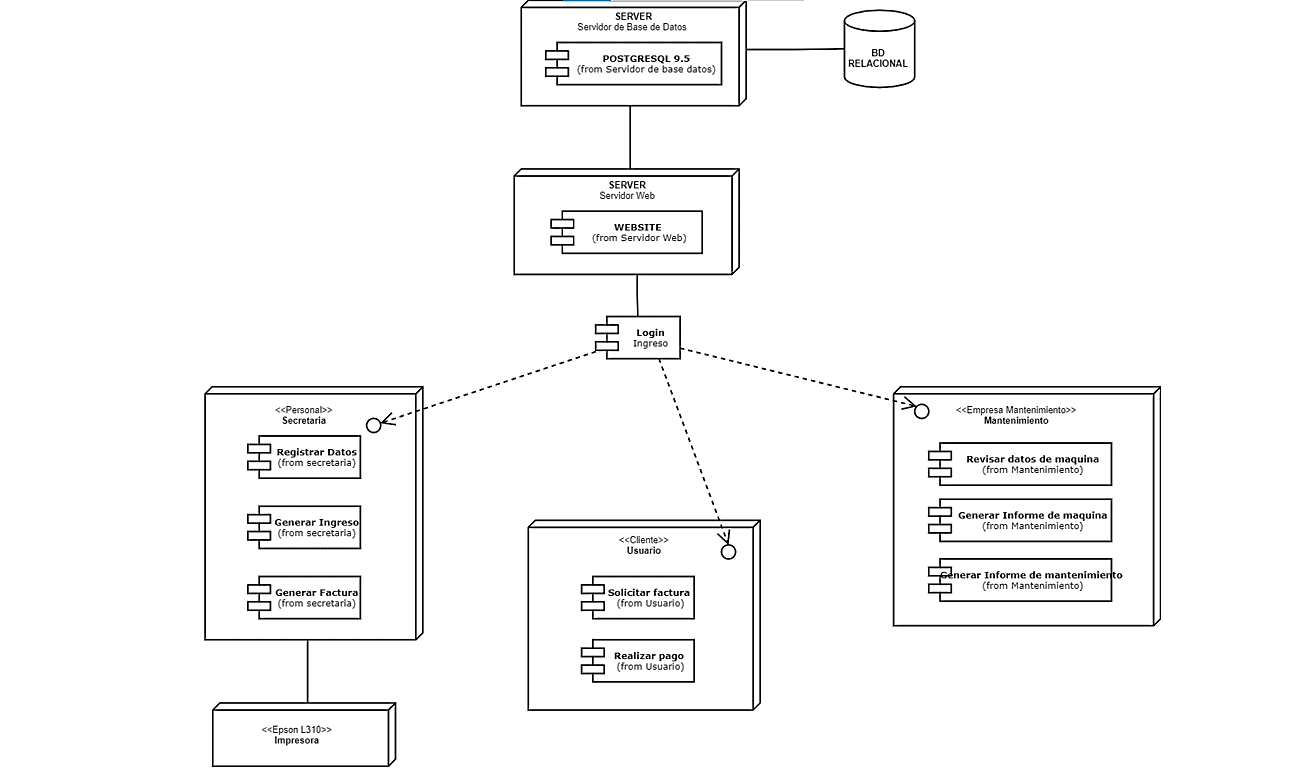 SERVER
Servidor de Base de Datos
POSTGRESQL 9.5
(from Servidor de base datos)
BD
RELACIONAL
SERVER
Servidor Web
WEBSITE
(from Servidor Web)
Login
Ingreso
<<Personal>>
Secretaria
Registrar Datos
(from secretaria)
Generar Ingreso
(from secretaria)
Generar Factura
(from secretaria)
<<Epson L310>>
Impresora
<<Cliente>>
Usuario
Solicitar factura
(from Usuario)
Realizar pago
(from Usuario)
<<Empresa Mantenimiento>>
Mantenimiento
Revisar datos de maquina
(from Mantenimiento)
Generar Informe de maquina
(from Mantenimiento)
Generar Informe de mantenimiento
(from Mantenimiento)